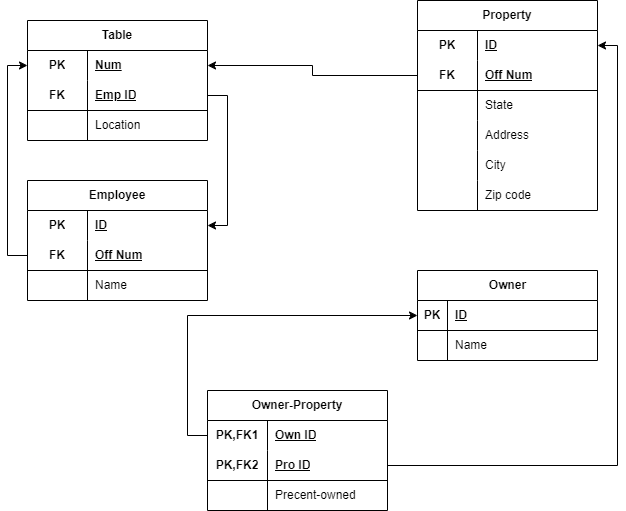 Table
PK Num
FK Emp ID
Location
Property
PK ID
FK Off Num
State
Address
City
Zip code
Employee
PK ID
FK Off Num
Name
Owner
PK ID
Name
Owner-Property
PK,FK1 Own ID
PK,FK2 Pro ID
Precent-owned